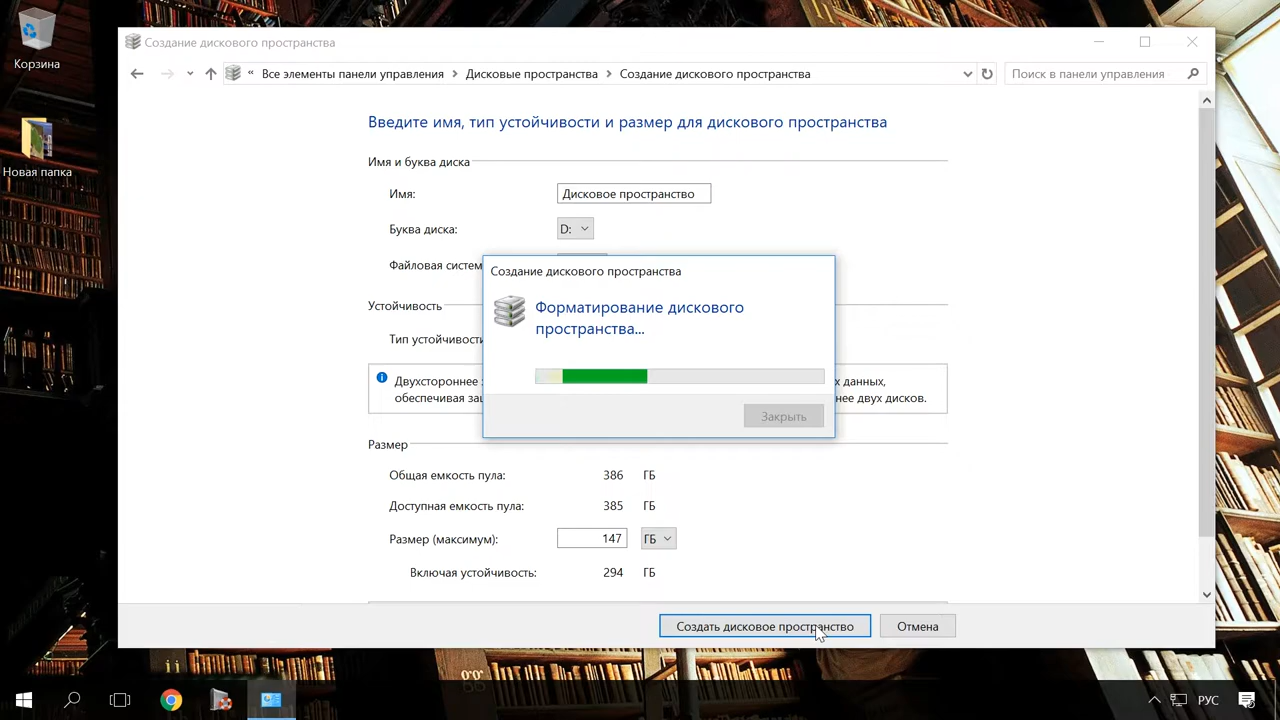 Корзина
Новая папка
Создание дискового пространства
« Все элементы панели управления > Дисковые пространства > Создание дискового пространства
Поиск в панели управления
Введите имя, тип устойчивости и размер для дискового пространства
Имя и буква диска
Имя: Дисковое пространство
Буква диска: D:
Файловая систем
Устойчивость
Тип устойчивости
Двухстороннее х данных,
обеспечивая нее двух дисков.
Создание дискового пространства
Форматирование дискового
пространства...
Закрыть
Размер
Общая емкость пула: 386 ГБ
Доступная емкость пула: 385 ГБ
Размер (максимум): 147 ГБ
Включая устойчивость: 294 ГБ
Создать дисковое пространство Отмена
РУС